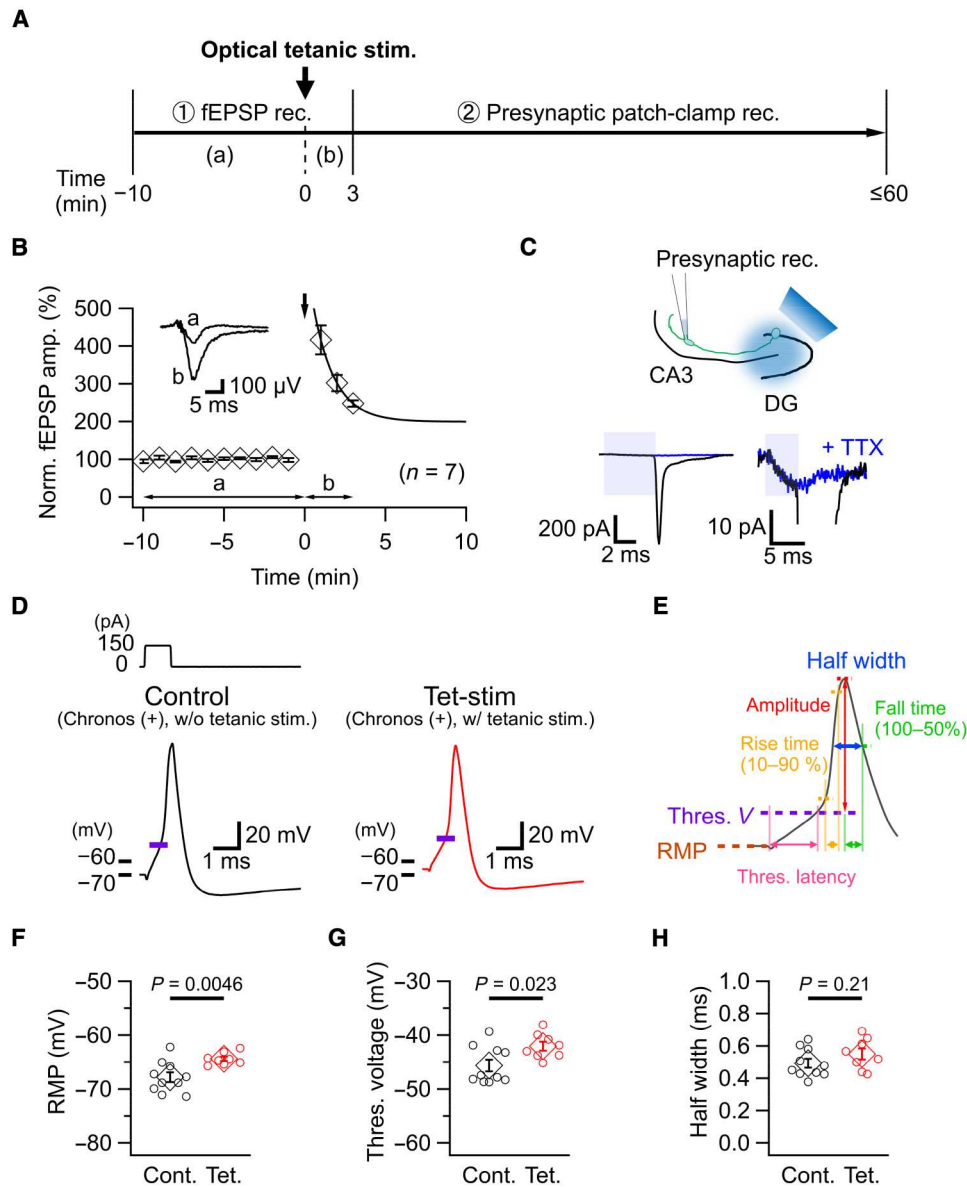 A
Optical tetanic stim.
① fEPSP rec.
② Presynaptic patch-clamp rec.
(a)
(b)
Time
(min)
−10
0
3
≤60
B
Norm. fEPSP amp. (%)
500
400
300
200
100
0
a
b
100 µV
5 ms
(n = 7)
a
b
−10
−5
0
5
10
Time (min)
C
Presynaptic rec.
CA3
DG
+ TTX
200 pA
2 ms
10 pA
5 ms
D
(pA)
150
0
Control
(Chronos (+), w/o tetanic stim.)
(mV)
−60
−70
20 mV
1 ms
Tet-stim
(Chronos (+), w/ tetanic stim.)
(mV)
−60
−70
20 mV
1 ms
E
Half width
Amplitude
Fall time
(100–50%)
Rise time
(10–90 %)
Thres. V
RMP
Thres. latency
F
RMP (mV)
−50
−60
−70
−80
P = 0.0046
Cont. Tet.
G
Thres. voltage (mV)
−30
−40
−50
−60
P = 0.023
Cont. Tet.
H
Half width (ms)
1.0
0.8
0.6
0.4
0.2
0.0
P = 0.21
Cont. Tet.